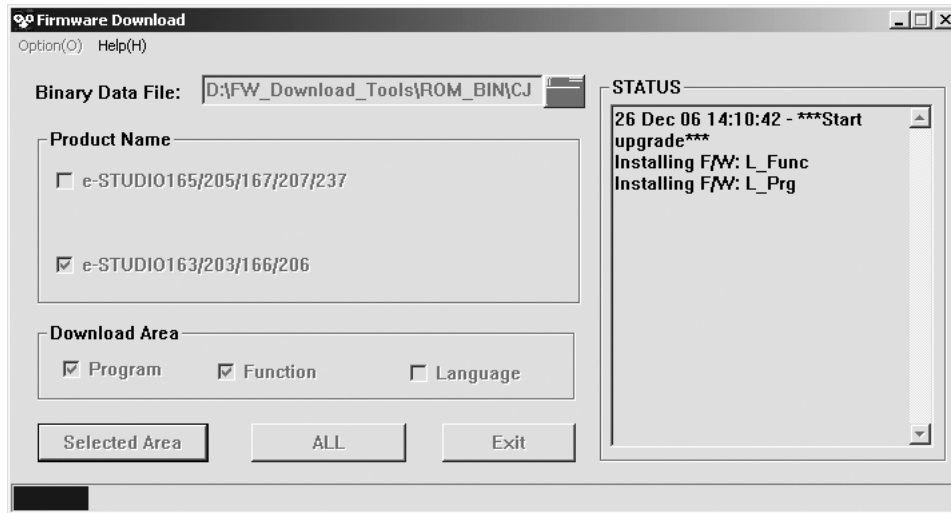 Firmware Download
Option(O) Help(H)
Binary Data File: D:\FW_Download_Tools\ROM_BIN\CJ
Product Name
e-STUDIO165/205/167/207/237
e-STUDIO163/203/166/206
Download Area
Program Function Language
Selected Area ALL Exit
STATUS
26 Dec 06 14:10:42 - ***Start
upgrade***
Installing F/W: L_Func
Installing F/W: L_Prg